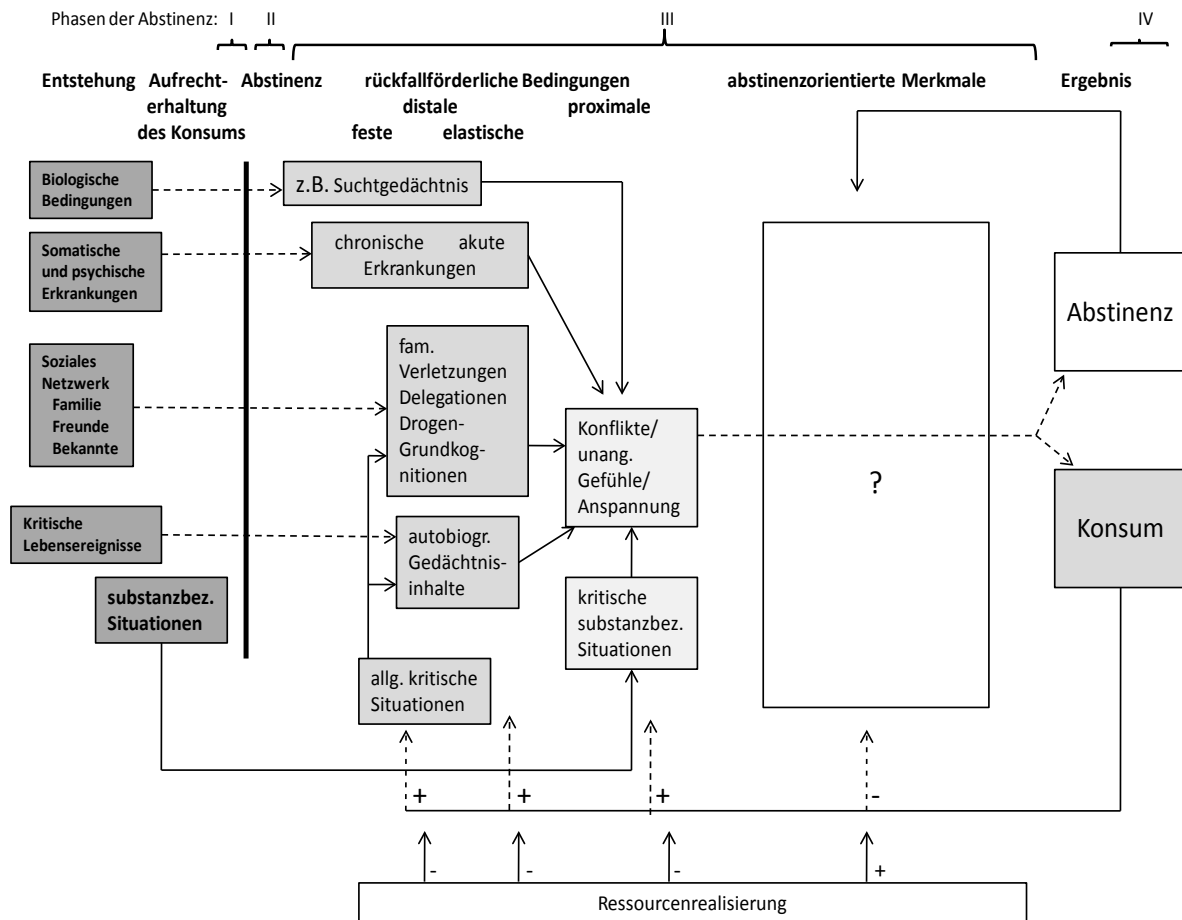 Phasen der Abstinenz: I II III IV
Entstehung Aufrecht- Abstinenz rückfallförderliche Bedingungen abstinenzorientierte Merkmale Ergebnis
erhaltung distale proximale
des Konsums feste elastische
Biologische
Bedingungen
z.B. Suchtgedächtnis
Somatische
und psychische
Erkrankungen
chronische akute
Erkrankungen
Abstinenz
Soziales
Netzwerk
Familie
Freunde
Bekannte
fam.
Verletzungen
Delegationen
Drogen-
Grundkog-
nitionen
Konflikte/
unang.
Gefühle/
Anspannung
?
Konsum
Kritische
Lebensereignisse
autobiogr.
Gedächtnis-
inhalte
substanzbez.
Situationen
kritische
substanzbez.
Situationen
allg. kritische
Situationen
+ + + -
- - - +
Ressourcenrealisierung